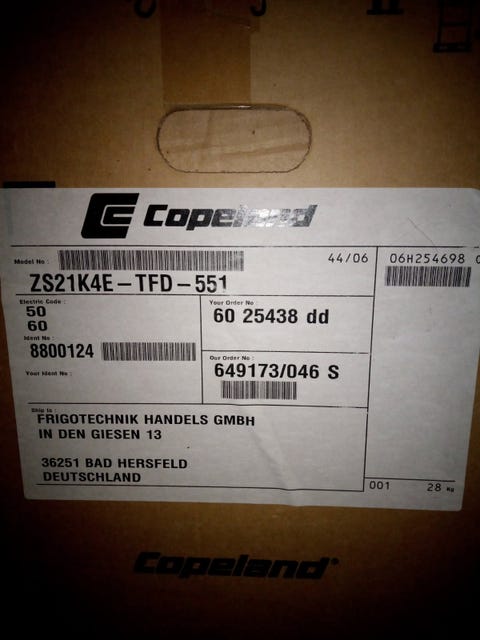 Copeland
Model No : 44/06 06H254698
ZS21K4E-TFD-551
Electric Code :
50
60
Your Order No :
60 25438 dd
Ident No :
8800124
Our Order No :
649173/046 S
Your Ident No :
Ship to :
FRIGOTECHNIK HANDELS GMBH
IN DEN GIESEN 13
36251 BAD HERSFELD
DEUTSCHLAND
001 28 Kg
Copeland